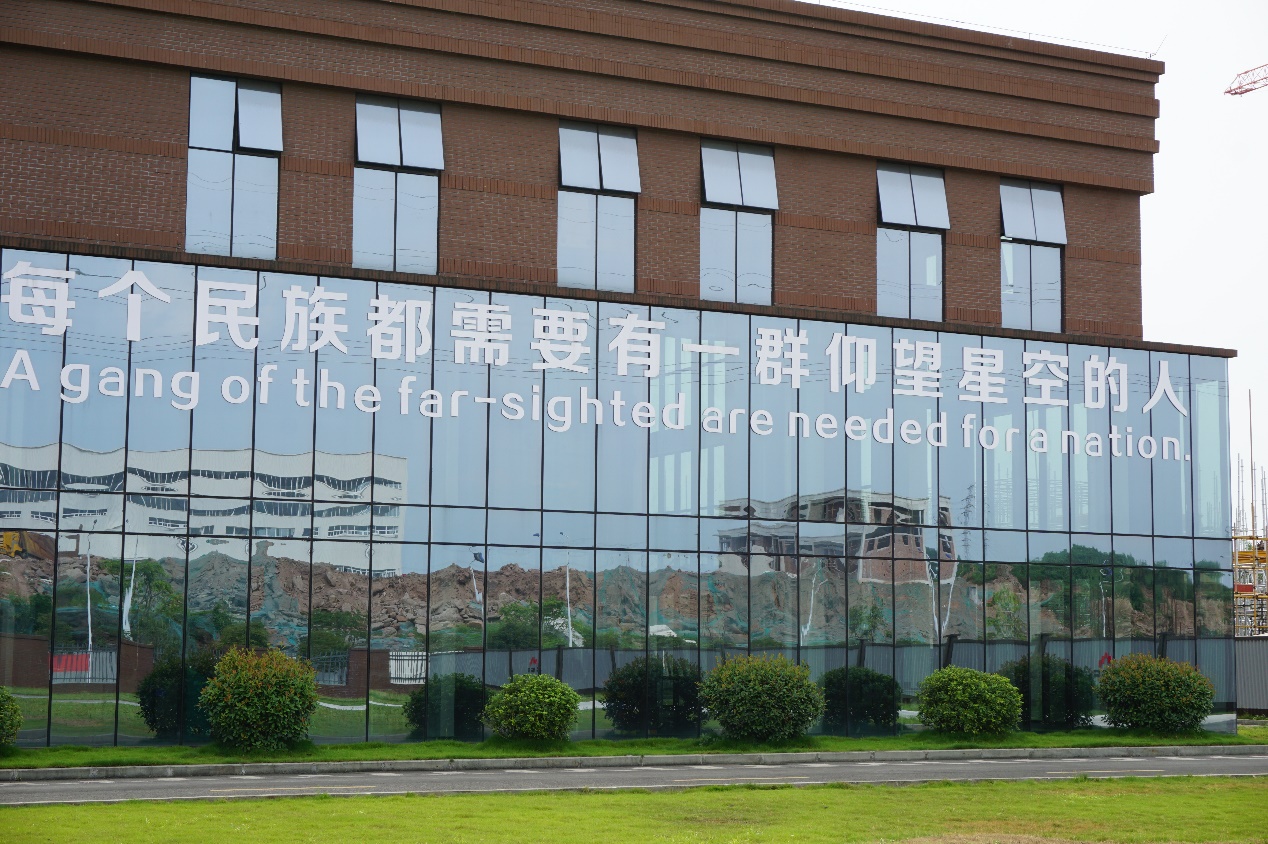 每个民族都需要有一群仰望星空的人
A gang of the far-sighted are needed for a nation.